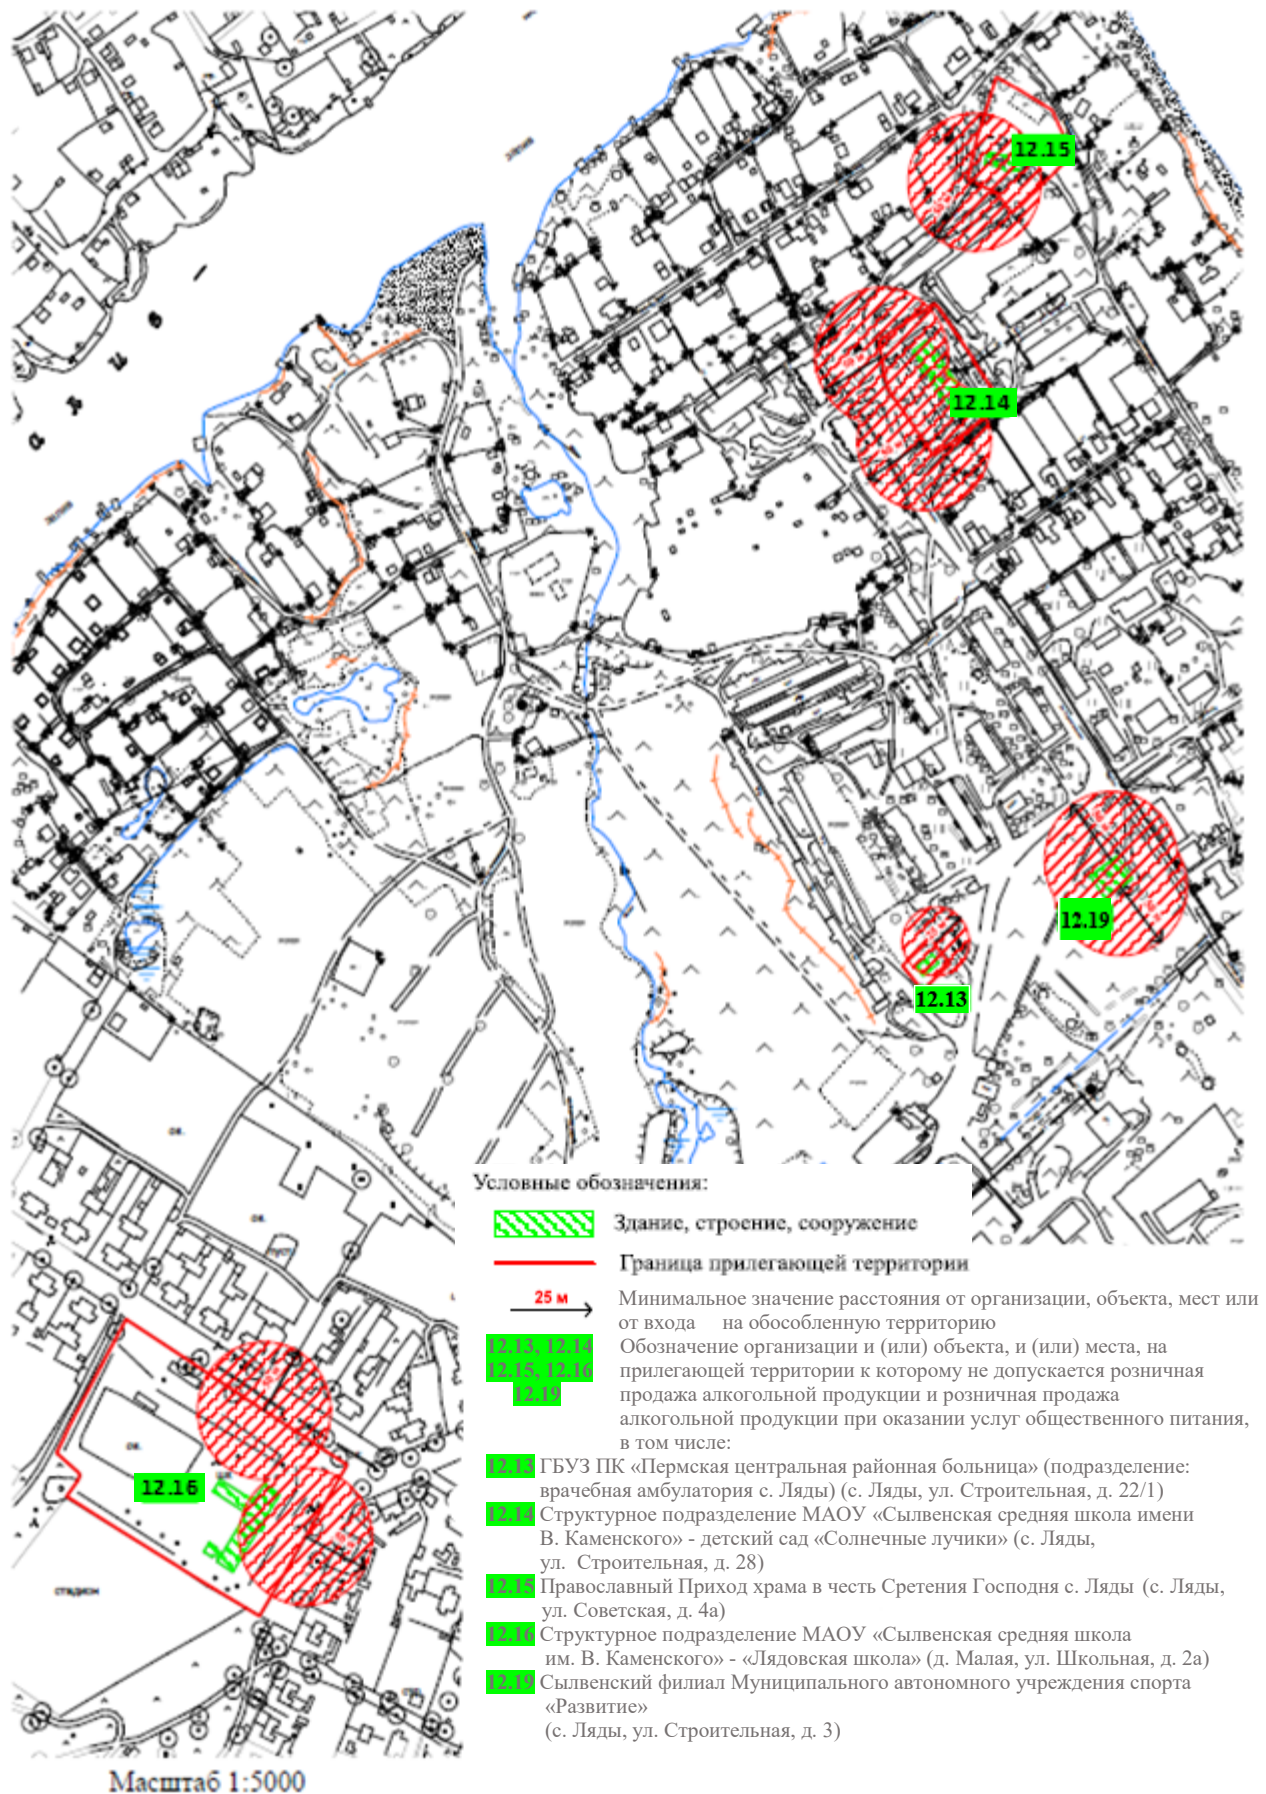 12.15
12.14
12.19
12.13
12.16
стадион
Условные обозначения:
Здание, строение, сооружение
Граница прилегающей территории
25 м
Минимальное значение расстояния от организации, объекта, мест или
от входа на обособленную территорию
12.13, 12.14 Обозначение организации и (или) объекта, и (или) места, на
12.15, 12.16 прилегающей территории к которому не допускается розничная
12.19 продажа алкогольной продукции и розничная продажа
алкогольной продукции при оказании услуг общественного питания,
в том числе:
12.13 ГБУЗ ПК «Пермская центральная районная больница» (подразделение:
врачебная амбулатория с. Ляды) (с. Ляды, ул. Строительная, д. 22/1)
12.14 Структурное подразделение МАОУ «Сылвенская средняя школа имени
В. Каменского» - детский сад «Солнечные лучики» (с. Ляды,
ул. Строительная, д. 28)
12.15 Православный Приход храма в честь Сретения Господня с. Ляды (с. Ляды,
ул. Советская, д. 4а)
12.16 Структурное подразделение МАОУ «Сылвенская средняя школа
им. В. Каменского» - «Лядовская школа» (д. Малая, ул. Школьная, д. 2а)
12.19 Сылвенский филиал Муниципального автономного учреждения спорта
«Развитие»
(с. Ляды, ул. Строительная, д. 3)
Масштаб 1:5000